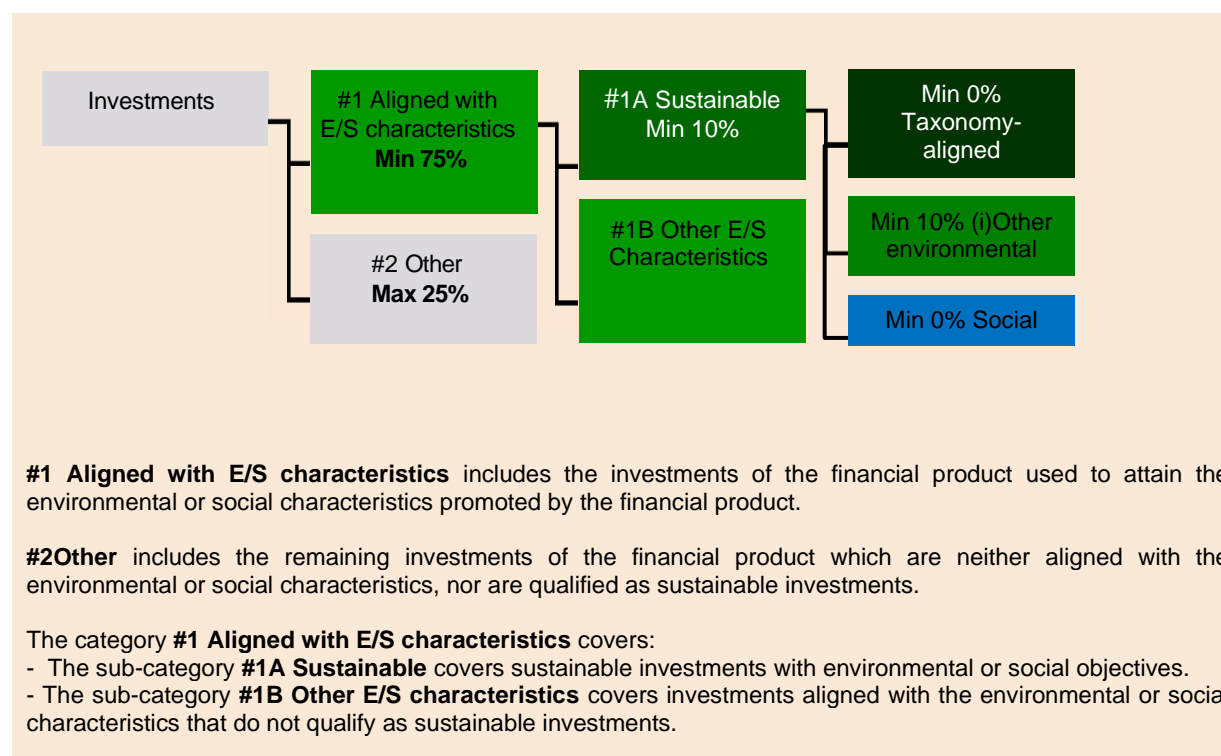 Investments
#1 Aligned with
E/S characteristics
Min 75%
#2 Other
Max 25%
#1A Sustainable
Min 10%
#1B Other E/S
Characteristics
Min 0%
Taxonomy-
aligned
Min 10% (i)Other
environmental
Min 0% Social
#1 Aligned with E/S characteristics includes the investments of the financial product used to attain the
environmental or social characteristics promoted by the financial product.
#2Other includes the remaining investments of the financial product which are neither aligned with the
environmental or social characteristics, nor are qualified as sustainable investments.
The category #1 Aligned with E/S characteristics covers:
- The sub-category #1A Sustainable covers sustainable investments with environmental or social objectives.
- The sub-category #1B Other E/S characteristics covers investments aligned with the environmental or social
characteristics that do not qualify as sustainable investments.